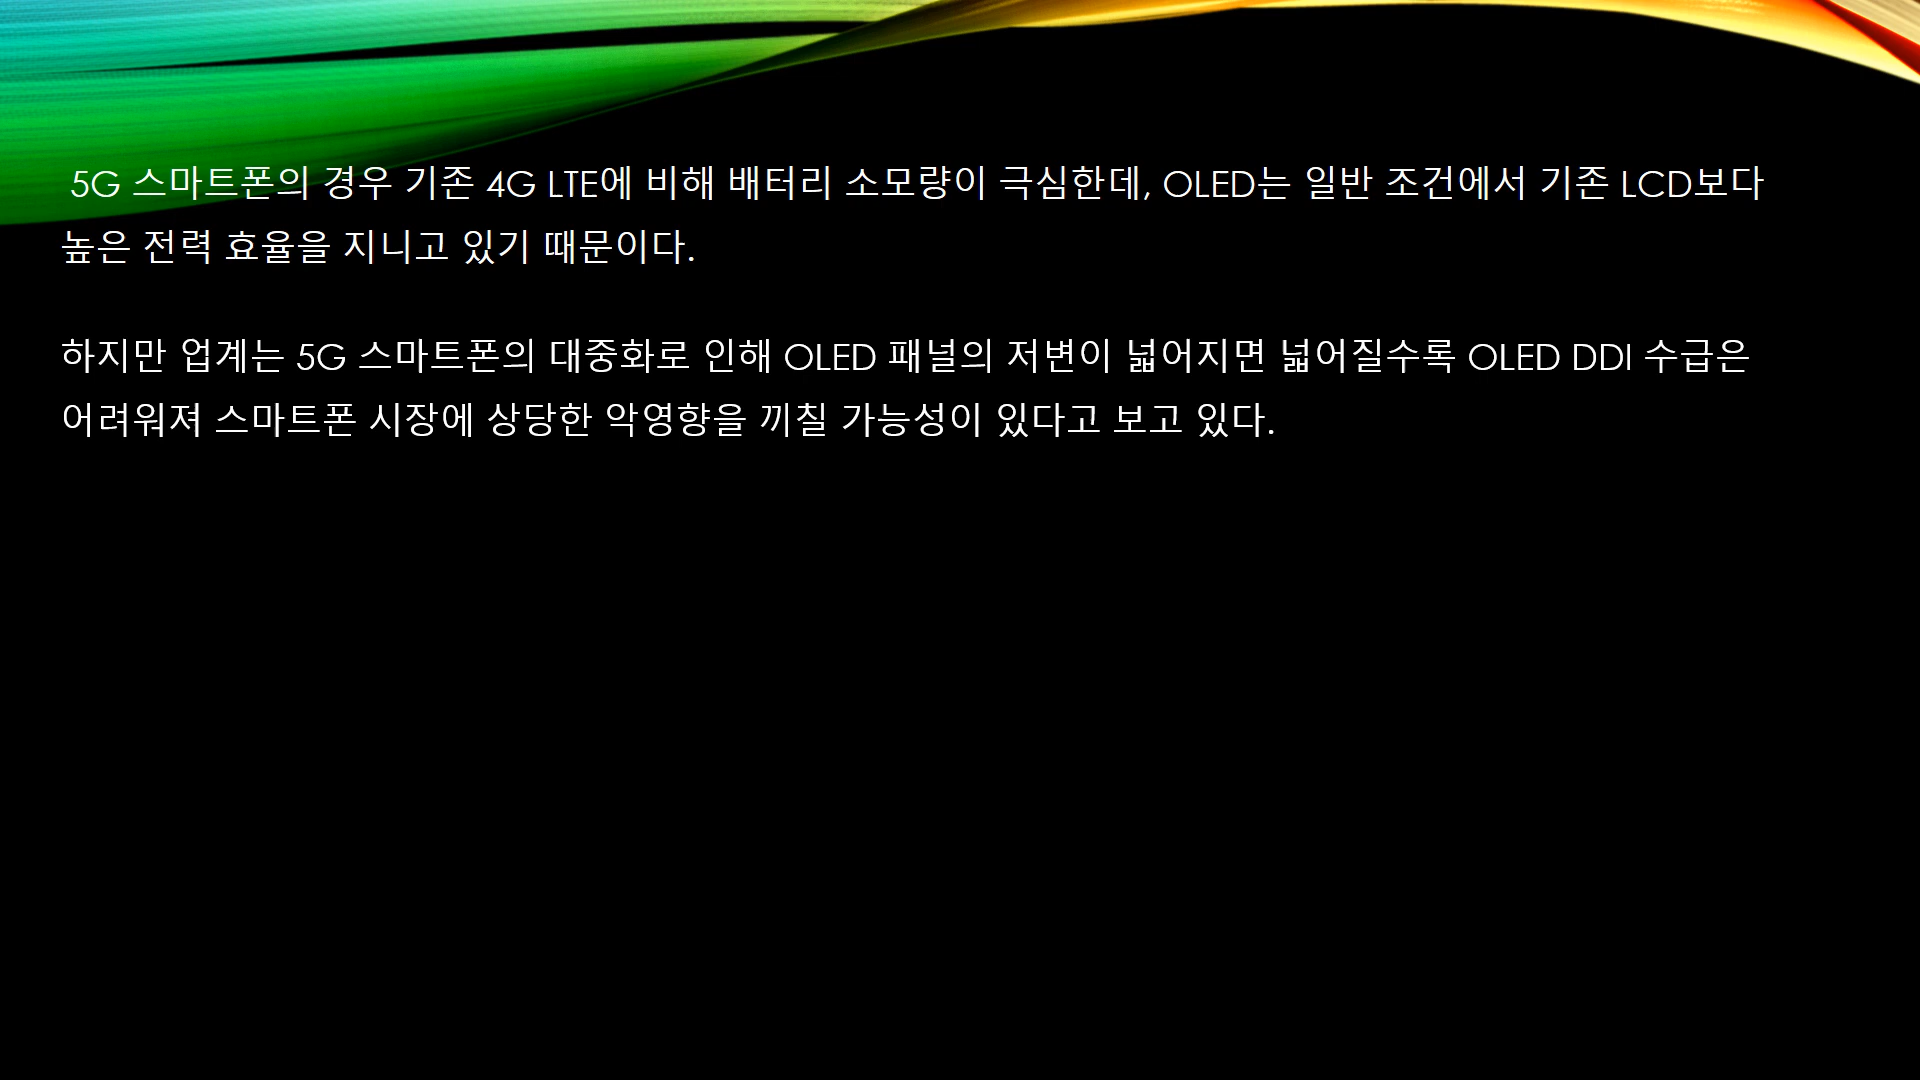 5G 스마트폰의 경우 기존 4G LTE에 비해 배터리 소모량이 극심한데, OLED는 일반 조건에서 기존 LCD보다
높은 전력 효율을 지니고 있기 때문이다.
하지만 업계는 5G 스마트폰의 대중화로 인해 OLED 패널의 저변이 넓어지면 넓어질수록 OLED DDI 수급은
어려워져 스마트폰 시장에 상당한 악영향을 끼칠 가능성이 있다고 보고 있다.